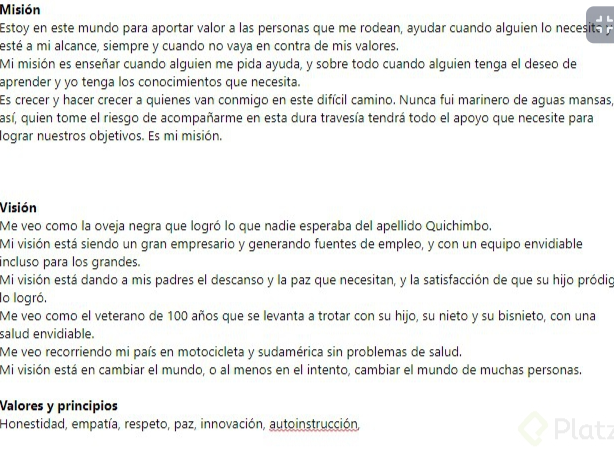 Misión
Estoy en este mundo para aportar valor a las personas que me rodean, ayudar cuando alguien lo necesite y
esté a mi alcance, siempre y cuando no vaya en contra de mis valores.
Mi misión es enseñar cuando alguien me pida ayuda, y sobre todo cuando alguien tenga el deseo de
aprender y yo tenga los conocimientos que necesita.
Es crecer y hacer crecer a quienes van conmigo en este difícil camino. Nunca fui marinero de aguas mansas,
así, quien tome el riesgo de acompañarme en esta dura travesía tendrá todo el apoyo que necesite para
lograr nuestros objetivos. Es mi misión.
Visión
Me veo como la oveja negra que logró lo que nadie esperaba del apellido Quichimbo.
Mi visión está siendo un gran empresario y generando fuentes de empleo, y con un equipo envidiable
incluso para los grandes.
Mi visión está dando a mis padres el descanso y la paz que necesitan, y la satisfacción de que su hijo pródig
lo logró.
Me veo como el veterano de 100 años que se levanta a trotar con su hijo, su nieto y su bisnieto, con una
salud envidiable.
Me veo recorriendo mi país en motocicleta y sudamérica sin problemas de salud.
Mi visión está en cambiar el mundo, o al menos en el intento, cambiar el mundo de muchas personas.
Valores y principios
Honestidad, empatía, respeto, paz, innovación, autoinstrucción,
Platz